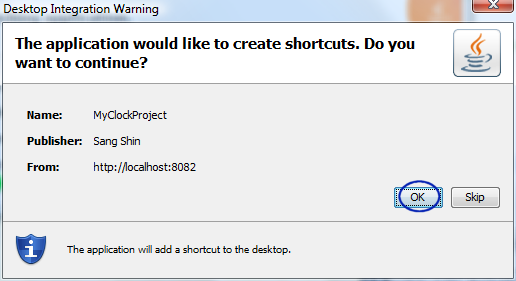 Desktop Integration Warning
The application would like to create shortcuts. Do you
want to continue?
Name: MyClockProject
Publisher: Sang Shin
From: http://localhost:8082
OK Skip
The application will add a shortcut to the desktop.